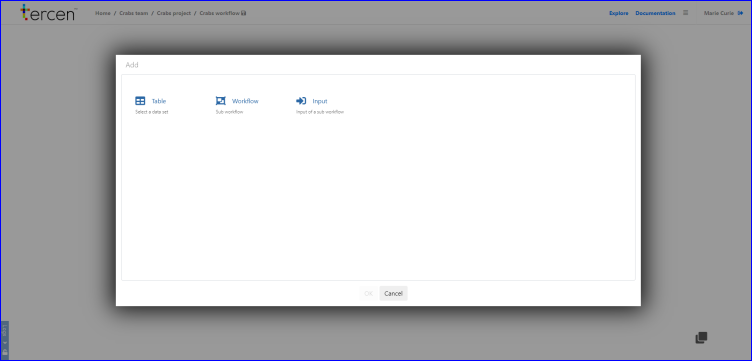 tercen
Home / Crabs team / Crabs project / Crabs workflow
Explore Documentation Marie Curie
Add
Table Workflow Input
Select a data set Sub workflow Input of a sub workflow
OK Cancel